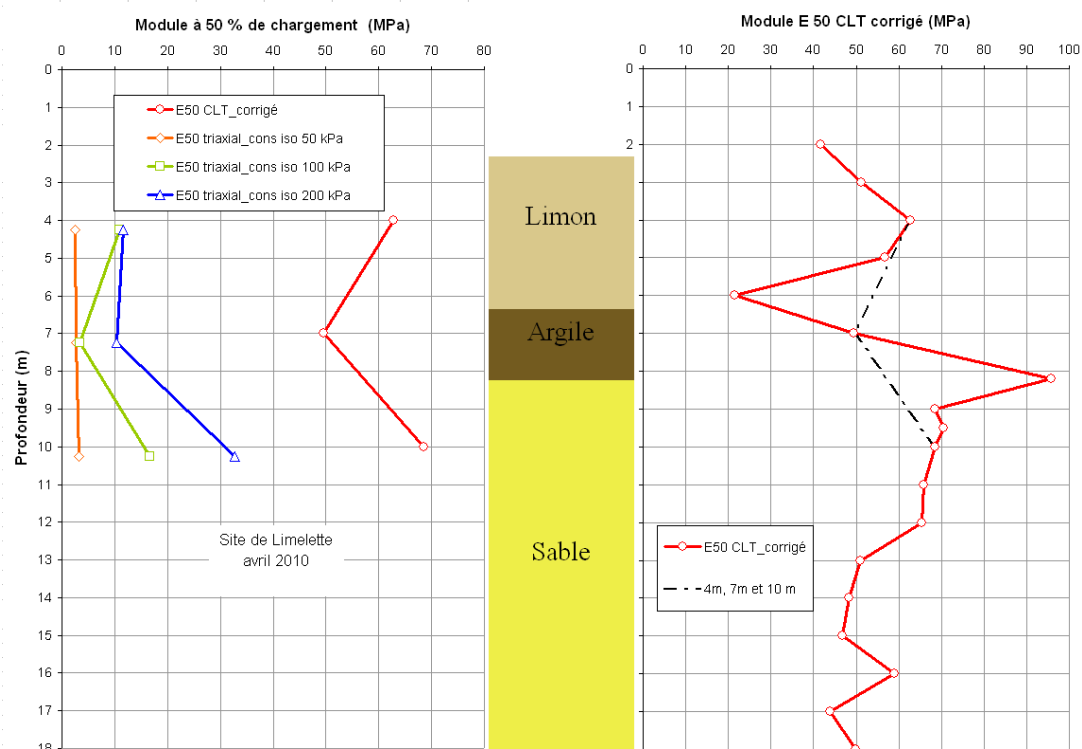 Module à 50 % de chargement (MPa)
0 10 20 30 40 50 60 70 80
0
1
2
3
4
5
6
7
8
9
10
11
12
13
14
15
16
17
18
Profondeur (m)
E50 CLT_corrigé
E50 triaxial_cons iso 50 kPa
E50 triaxial_cons iso 100 kPa
E50 triaxial_cons iso 200 kPa
Site de Limelette
avril 2010
Limon
Argile
Sable
Module E 50 CLT corrigé (MPa)
0 10 20 30 40 50 60 70 80 90 100
0
1
2
E50 CLT_corrigé
4m, 7m et 10 m